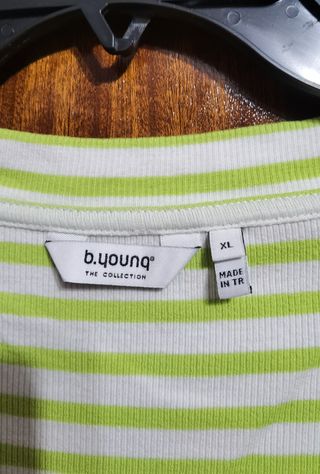 b.young®
THE COLLECTION
XL
MADE
IN TR